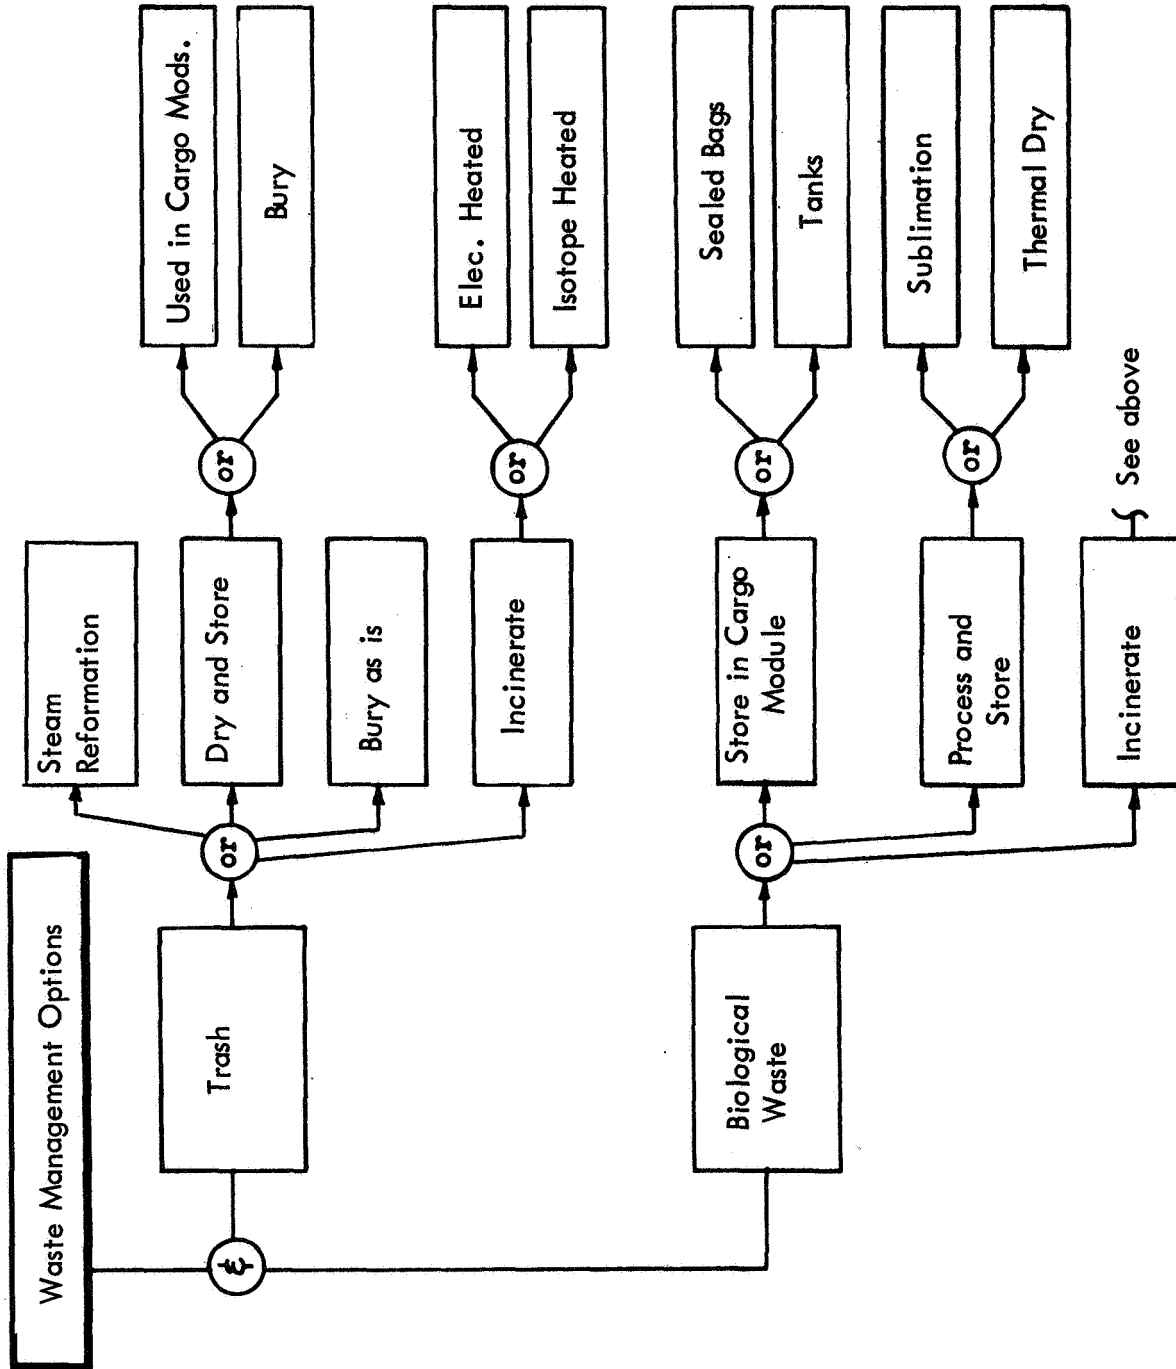 Waste Management Options
&
Trash
or
Steam
Reformation
Dry and Store
or
Used in Cargo Mods.
Bury
Bury as is
Incinerate
or
Elec. Heated
Isotope Heated
Biological
Waste
or
Store in Cargo
Module
or
Sealed Bags
Tanks
Process and
Store
or
Sublimation
Thermal Dry
Incinerate
See above